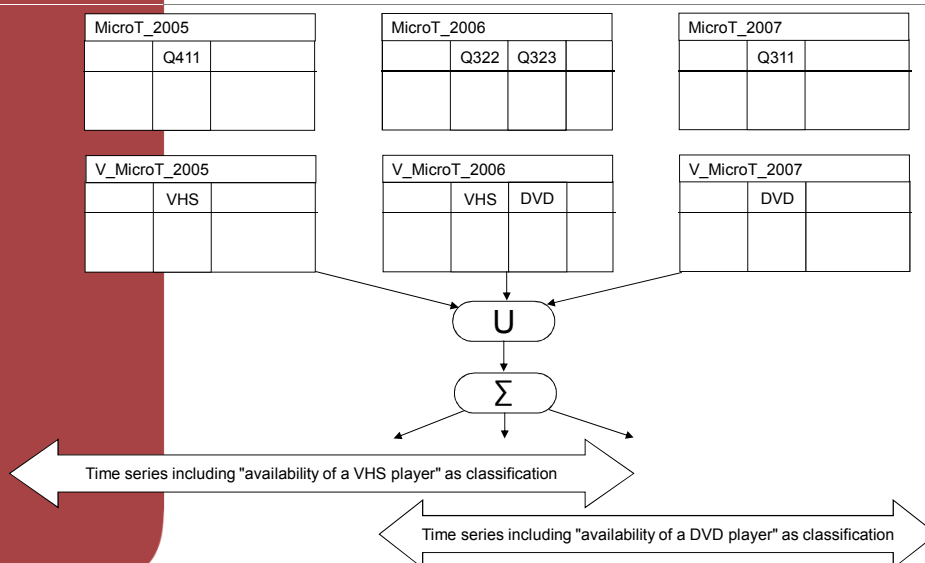 MicroT_2005
MicroT_2006
MicroT_2007
Q411
Q322 Q323
Q311
V_MicroT_2005
V_MicroT_2006
V_MicroT_2007
VHS
VHS DVD
DVD
U
Σ
Time series including "availability of a VHS player" as classification
Time series including "availability of a DVD player" as classification